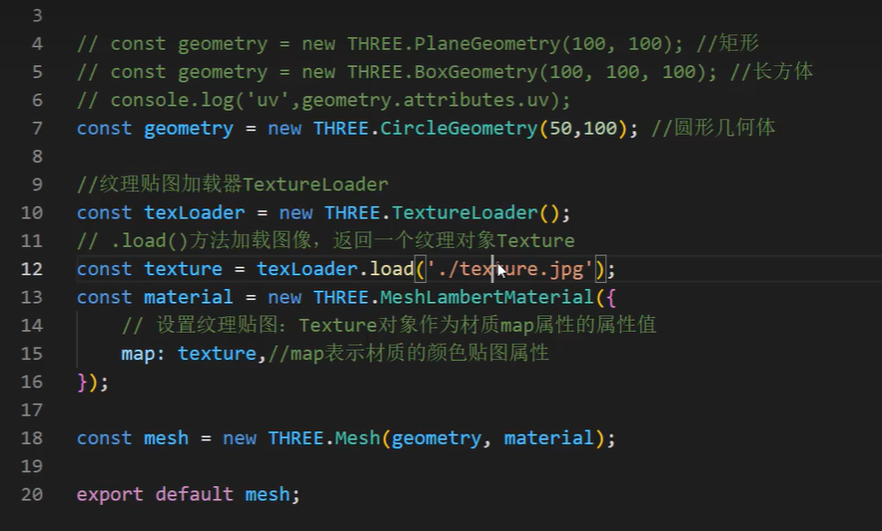 3
4 // const geometry = new THREE.PlaneGeometry(100, 100); //矩形
5 // const geometry = new THREE.BoxGeometry(100, 100, 100); //长方体
6 // console.log('uv',geometry.attributes.uv);
7 const geometry = new THREE.CircleGeometry(50,100); //圆形几何体
8
9 //纹理贴图加载器TextureLoader
10 const texLoader = new THREE.TextureLoader();
11 // .load()方法加载图像，返回一个纹理对象Texture
12 const texture = texLoader.load('./texture.jpg');
13 const material = new THREE.MeshLambertMaterial({
14 // 设置纹理贴图：Texture对象作为材质map属性的属性值
15 map: texture,//map表示材质的颜色贴图属性
16 });
17
18 const mesh = new THREE.Mesh(geometry, material);
19
20 export default mesh;